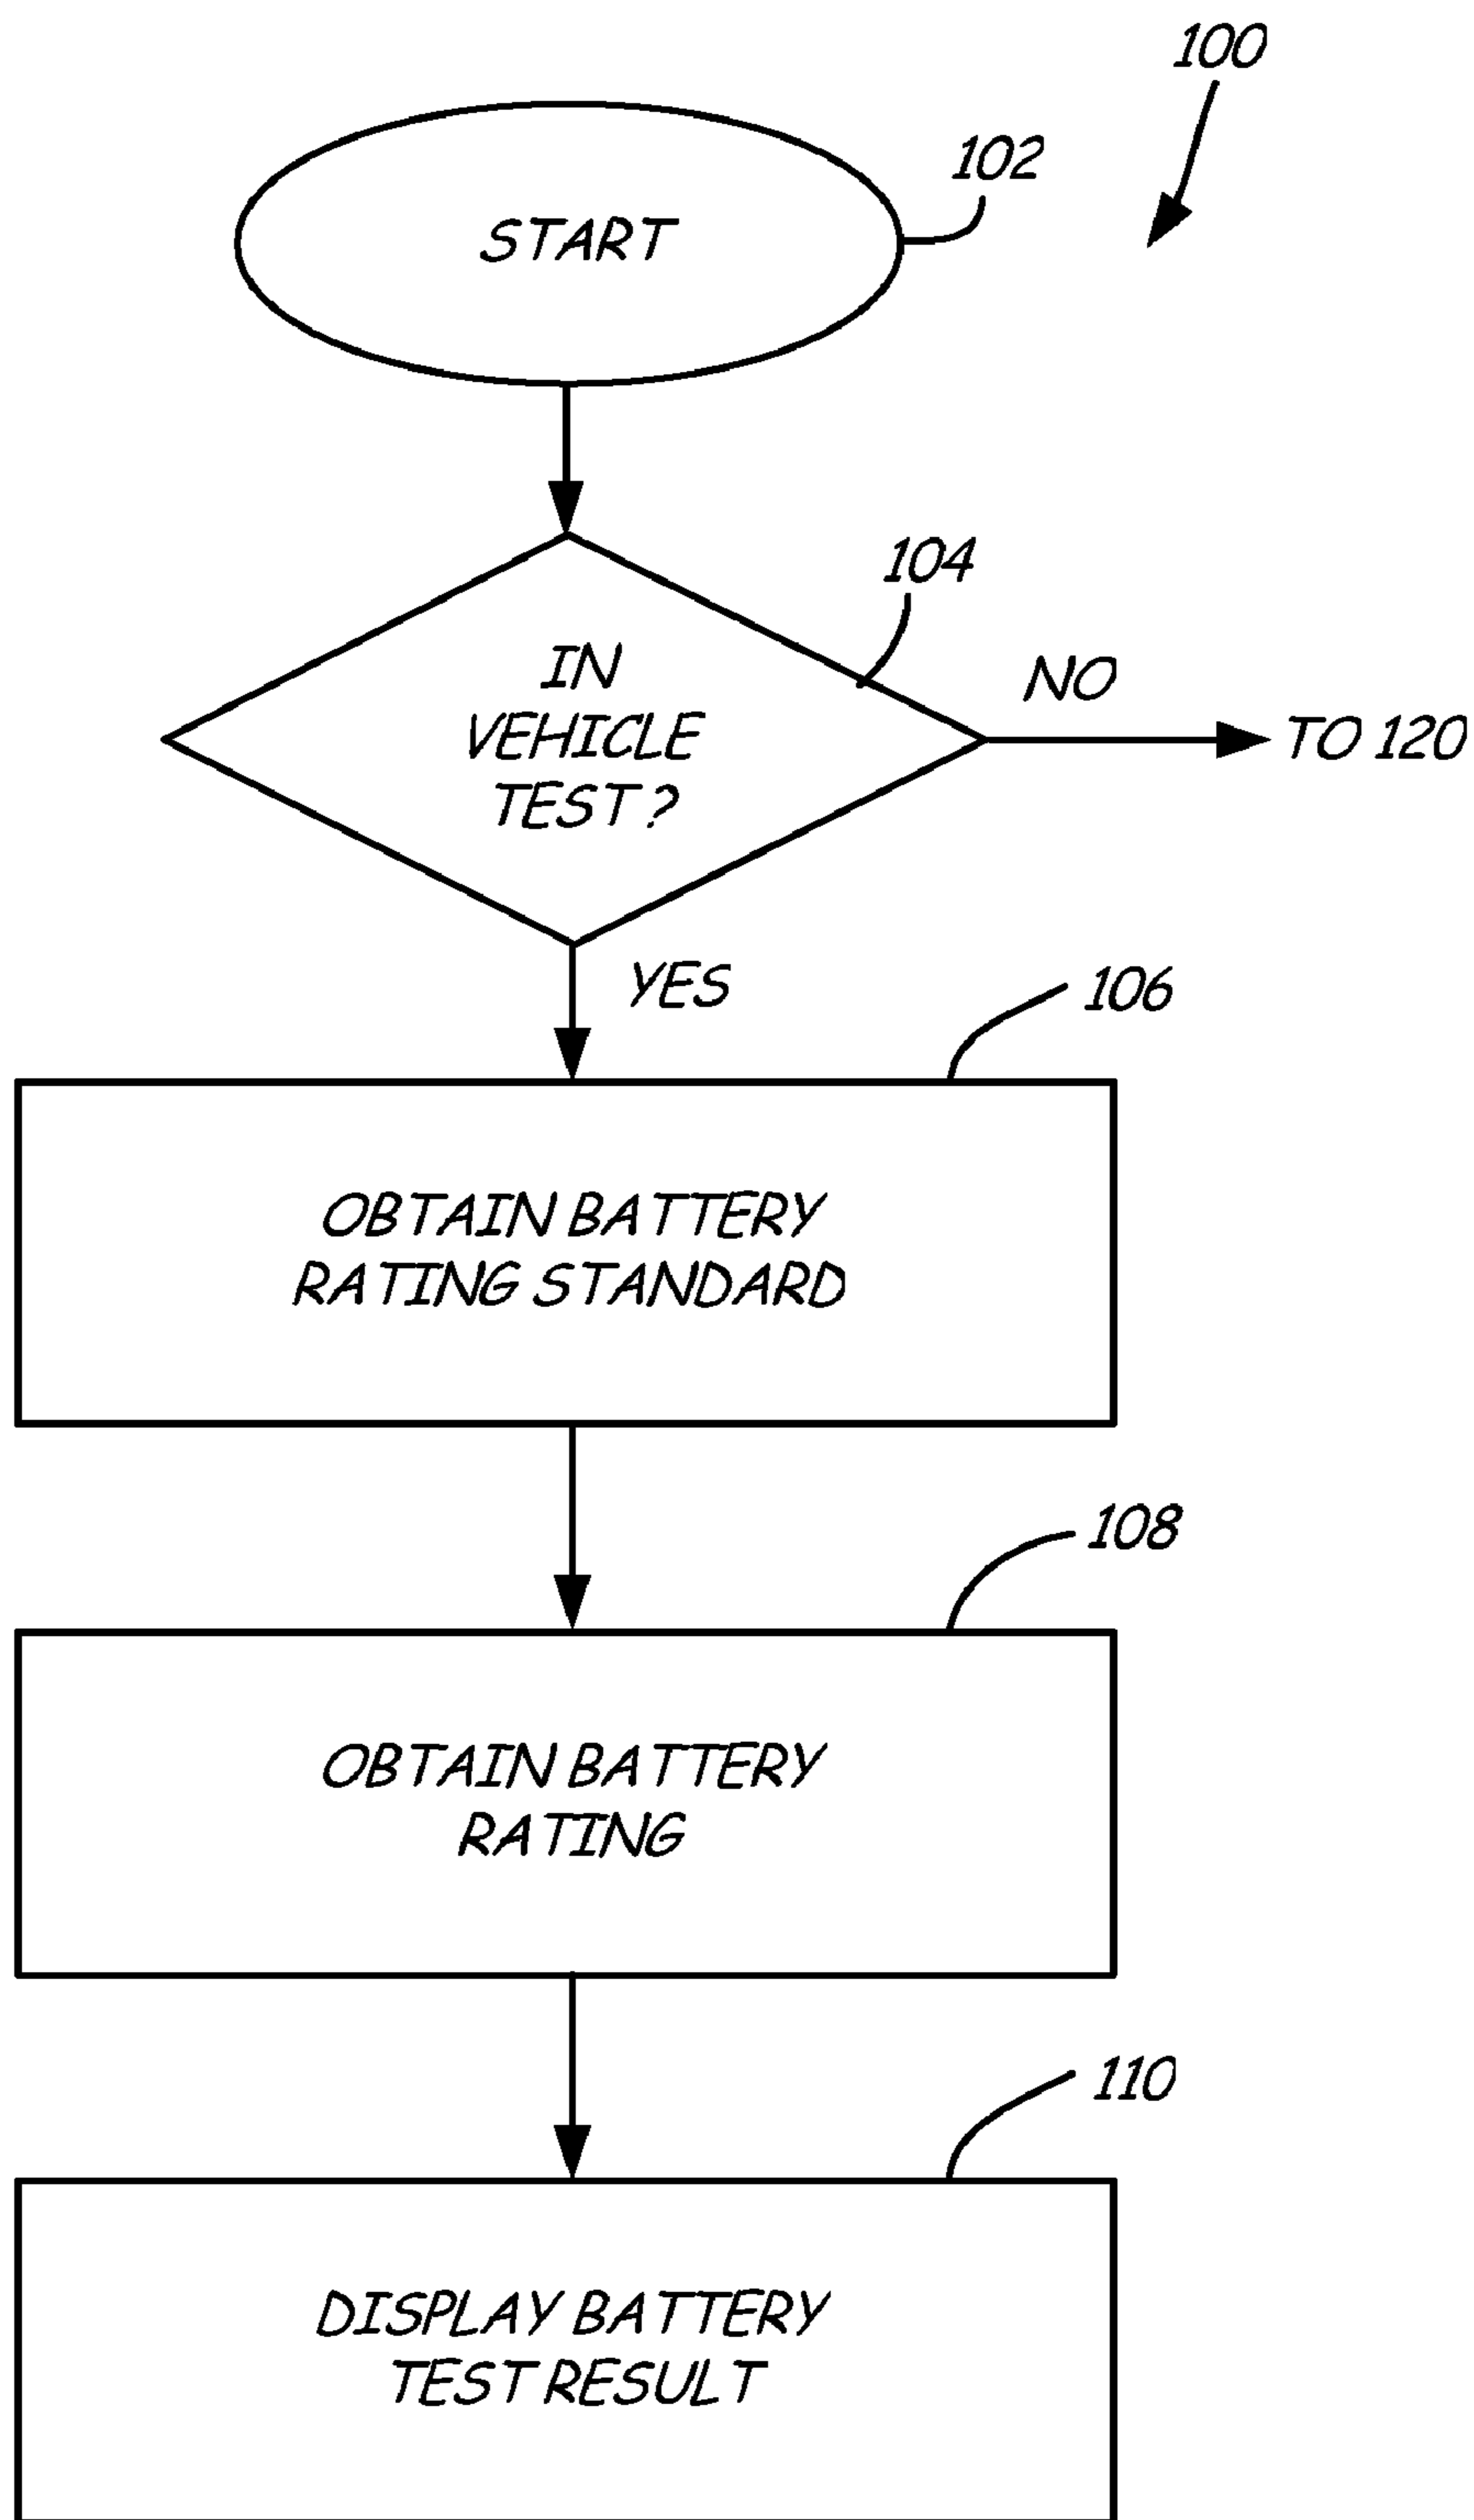 100
102
START
104
IN
VEHICLE
TEST?
NO
TO 120
YES
106
OBTAIN BATTERY
RATING STANDARD
108
OBTAIN BATTERY
RATING
110
DISPLAY BATTERY
TEST RESULT